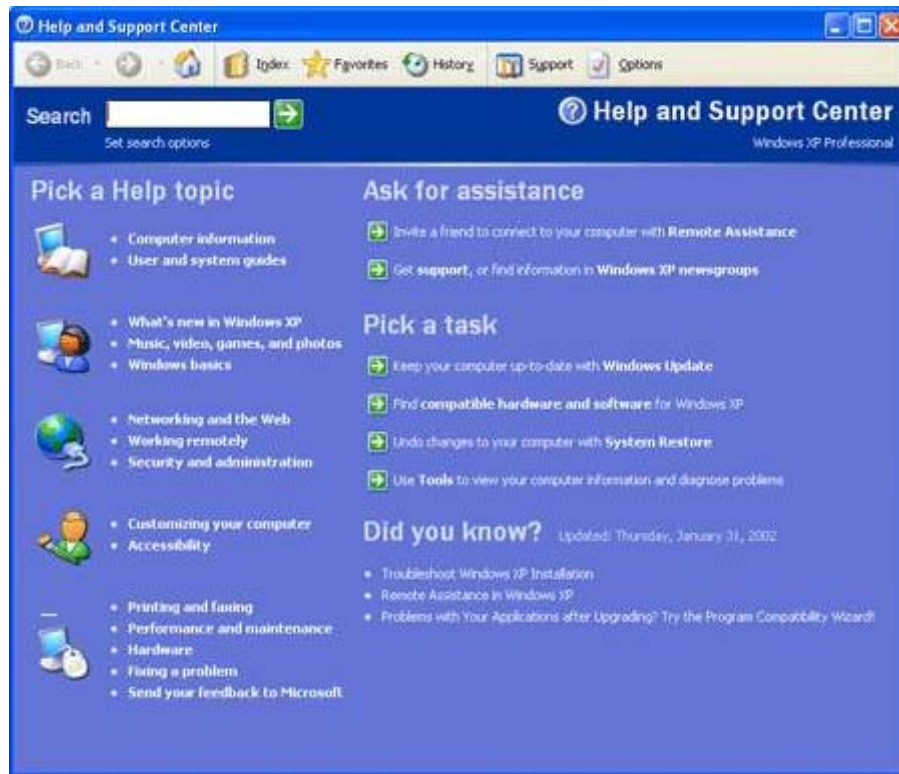 Help and Support Center
Back
Index
Favorites
History
Support
Options
Search
Set search options
Help and Support Center
Windows XP Professional
Pick a Help topic
Computer information
User and system guides
What's new in Windows XP
Music, video, games, and photos
Windows basics
Networking and the Web
Working remotely
Security and administration
Customizing your computer
Accessibility
Printing and faxing
Performance and maintenance
Hardware
Fixing a problem
Send your feedback to Microsoft
Ask for assistance
Invite a friend to connect to your computer with Remote Assistance
Get support, or find information in Windows XP newsgroups
Pick a task
Keep your computer up-to-date with Windows Update
Find compatible hardware and software for Windows XP
Undo changes to your computer with System Restore
Use Tools to view your computer information and diagnose problems
Did you know? Updated: Thursday, January 31, 2002
Troubleshoot Windows XP Installation
Remote Assistance in Windows XP
Problems with Your Applications after Upgrading? Try the Program Compatibility Wizard!